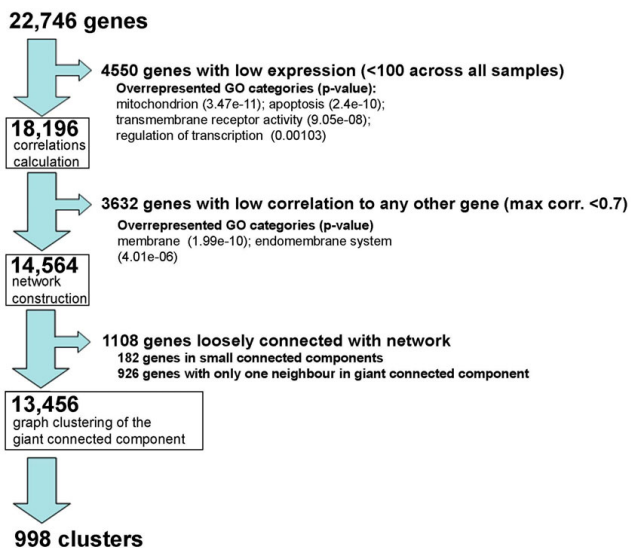 22,746 genes
4550 genes with low expression (<100 across all samples)
Overrepresented GO categories (p-value):
mitochondrion (3.47e-11); apoptosis (2.4e-10);
transmembrane receptor activity (9.05e-08);
regulation of transcription (0.00103)
18,196
correlations
calculation
3632 genes with low correlation to any other gene (max corr. <0.7)
Overrepresented GO categories (p-value)
membrane (1.99e-10); endomembrane system
(4.01e-06)
14,564
network
construction
1108 genes loosely connected with network
182 genes in small connected components
926 genes with only one neighbour in giant connected component
13,456
graph clustering of the
giant connected component
998 clusters